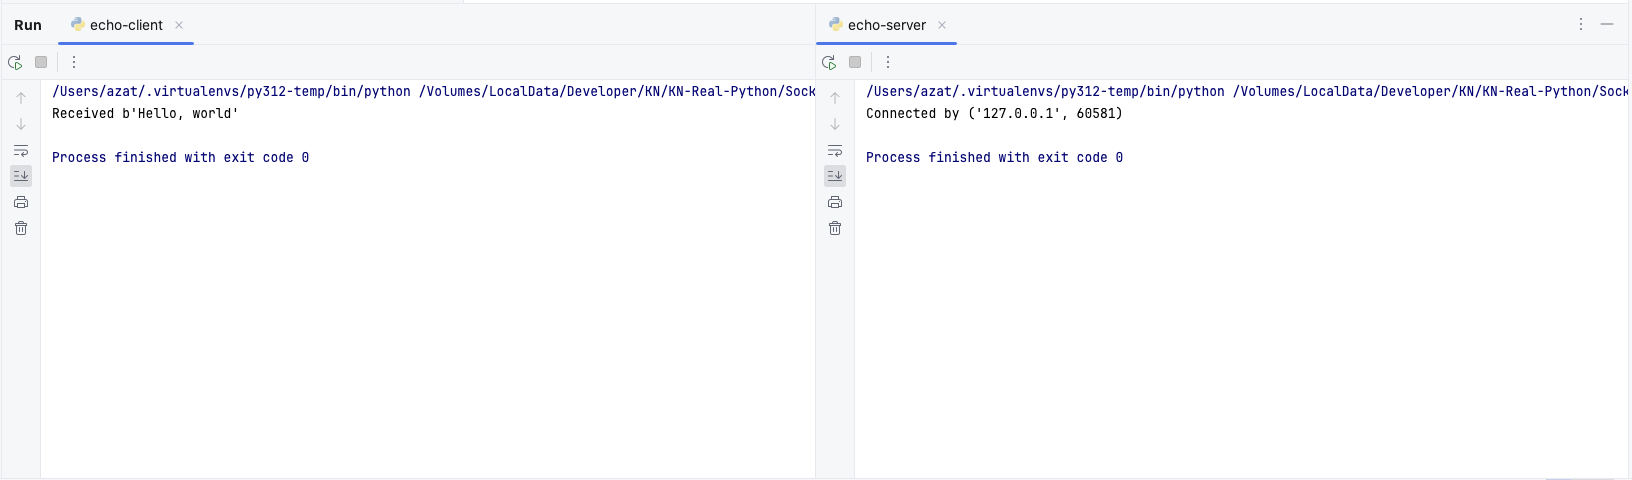 Run
echo-client
/Users/azat/.virtualenvs/py312-temp/bin/python /Volumes/LocalData/Developer/KN/KN-Real-Python/Sock
Received b'Hello, world'
Process finished with exit code 0
echo-server
/Users/azat/.virtualenvs/py312-temp/bin/python /Volumes/LocalData/Developer/KN/KN-Real-Python/Sock
Connected by ('127.0.0.1', 60581)
Process finished with exit code 0